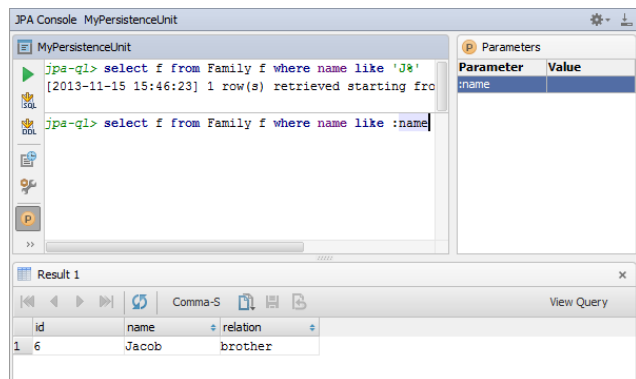 JPA Console MyPersistenceUnit
MyPersistenceUnit
jpa-ql> select f from Family f where name like 'J%'
[2013-11-15 15:46:23] 1 row(s) retrieved starting fro
jpa-ql> select f from Family f where name like :name
SQL
DDL
P
P Parameters
Parameter Value
:name
Result 1
Comma-S
View Query
id name relation
1 6 Jacob brother